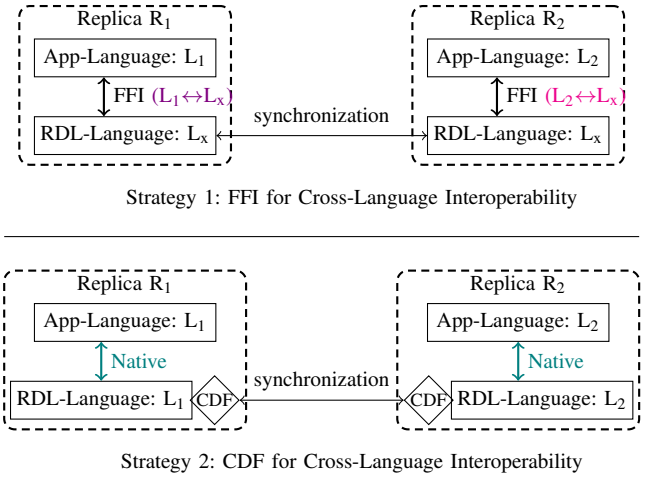 Replica R₁
Replica R₂
App-Language: L₁
App-Language: L₂
FFI (L₁↔Lₓ)
FFI (L₂↔Lₓ)
synchronization
RDL-Language: Lₓ
RDL-Language: Lₓ
Strategy 1: FFI for Cross-Language Interoperability
Replica R₁
Replica R₂
App-Language: L₁
App-Language: L₂
Native
Native
synchronization
RDL-Language: L₁
CDF
CDF
RDL-Language: L₂
Strategy 2: CDF for Cross-Language Interoperability